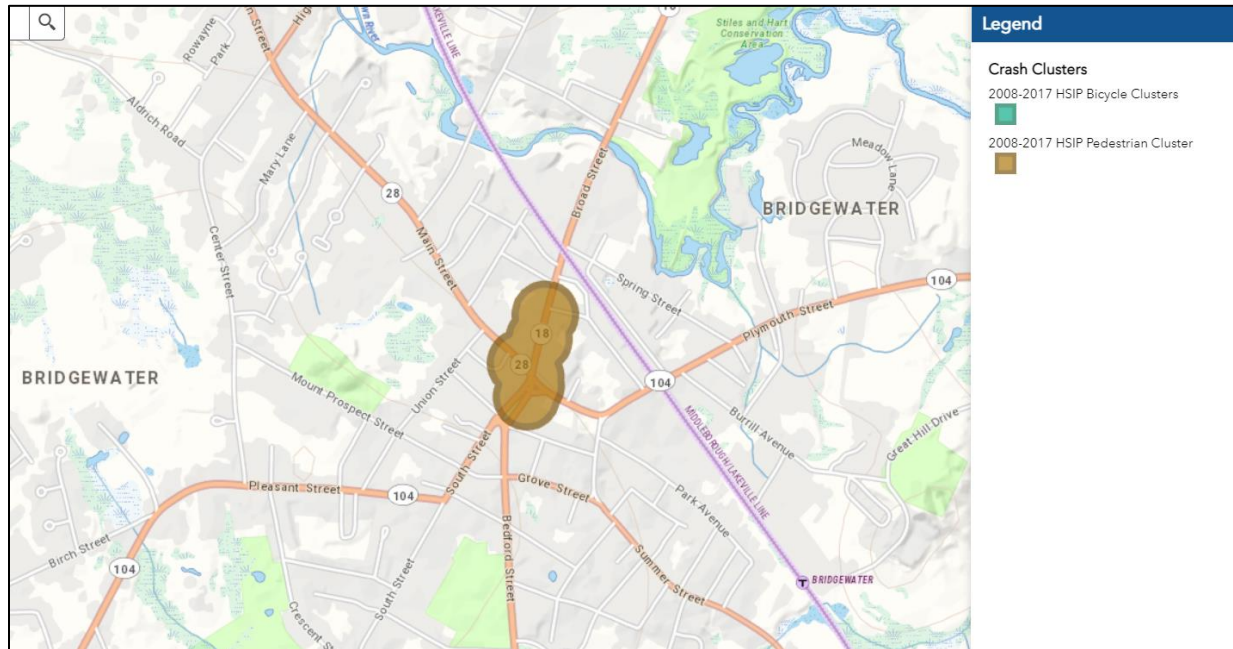 Legend
Crash Clusters
2008-2017 HSIP Bicycle Clusters
2008-2017 HSIP Pedestrian Cluster
Stiles and Hart
Conservation
Area
Rowayne
Park
Aldrich Road
Mary Lane
28
Main Street
Center Street
LAKEVILLE LINE
Broad Street
18
Meadow Lane
BRIDGEWATER
Spring Street
104
Plymouth Street
18
28
104
BRIDGEWATER
Mount Prospect Street
Union Street
South Street
Burrill Avenue
Great Hill Drive
MIDDLEBOROUGH/LAKEVILLE LINE
Pleasant Street
104
Grove Street
Park Avenue
Birch Street
104
Bedford Street
Summer Street
South Street
Crescent
T BRIDGEWATER